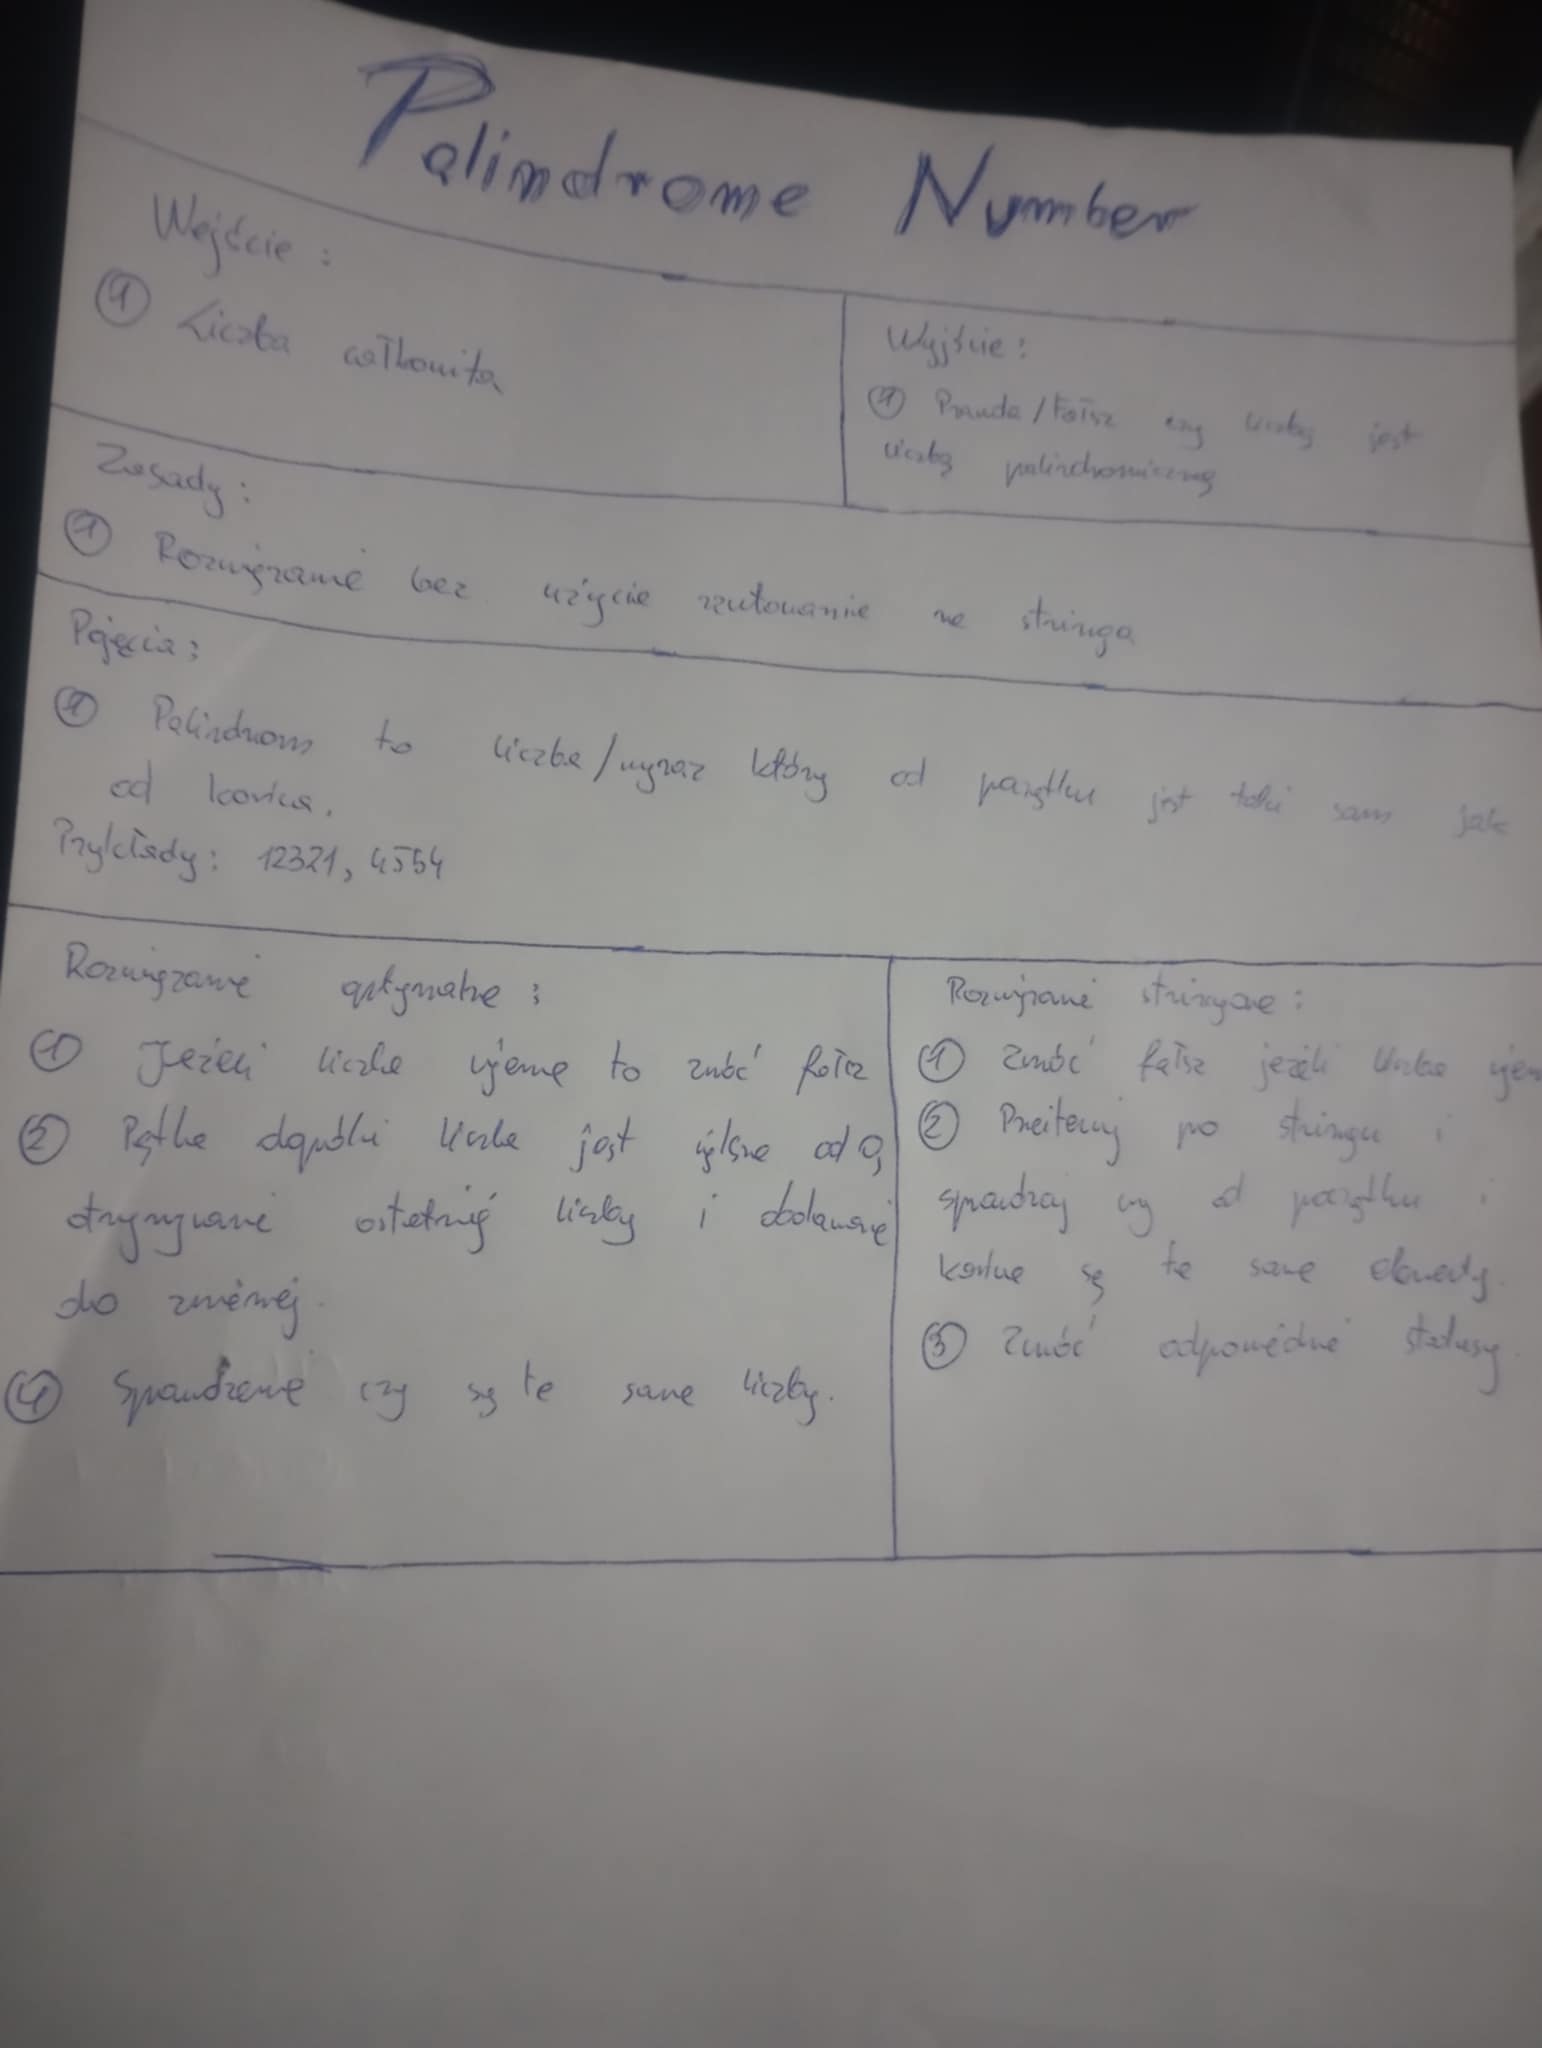 Palindrome Number
Wejście :
① Liczba całkowita
Wyjście :
① Prawda / Fałsz czy liczby jest
liczbą palindromiczną
Zasady :
① Rozwiązanie bez użycie rzutowanie na stringa
Pojęcia :
① Palindrom to liczba / wyraz który od początku jest taki sam jak
od końca.
Przykłady : 12321, 4554
Rozwiązanie optymalne :
① Jeżeli liczba ujemna to zwróć fałsz
② Pętla dopóki liczba jest większe od 0,
otrzymywanie ostatniej liczby i dodawanie
do zmiennej.
④ Sprawdzenie czy są te same liczby.
Rozwiązanie stringowe :
① Zwróć fałsz jeżeli liczba ujem
② Przeiteruj po stringu i
sprawdzaj czy od początku i
końca są te same elementy.
③ Zwróć odpowiednie statusy.